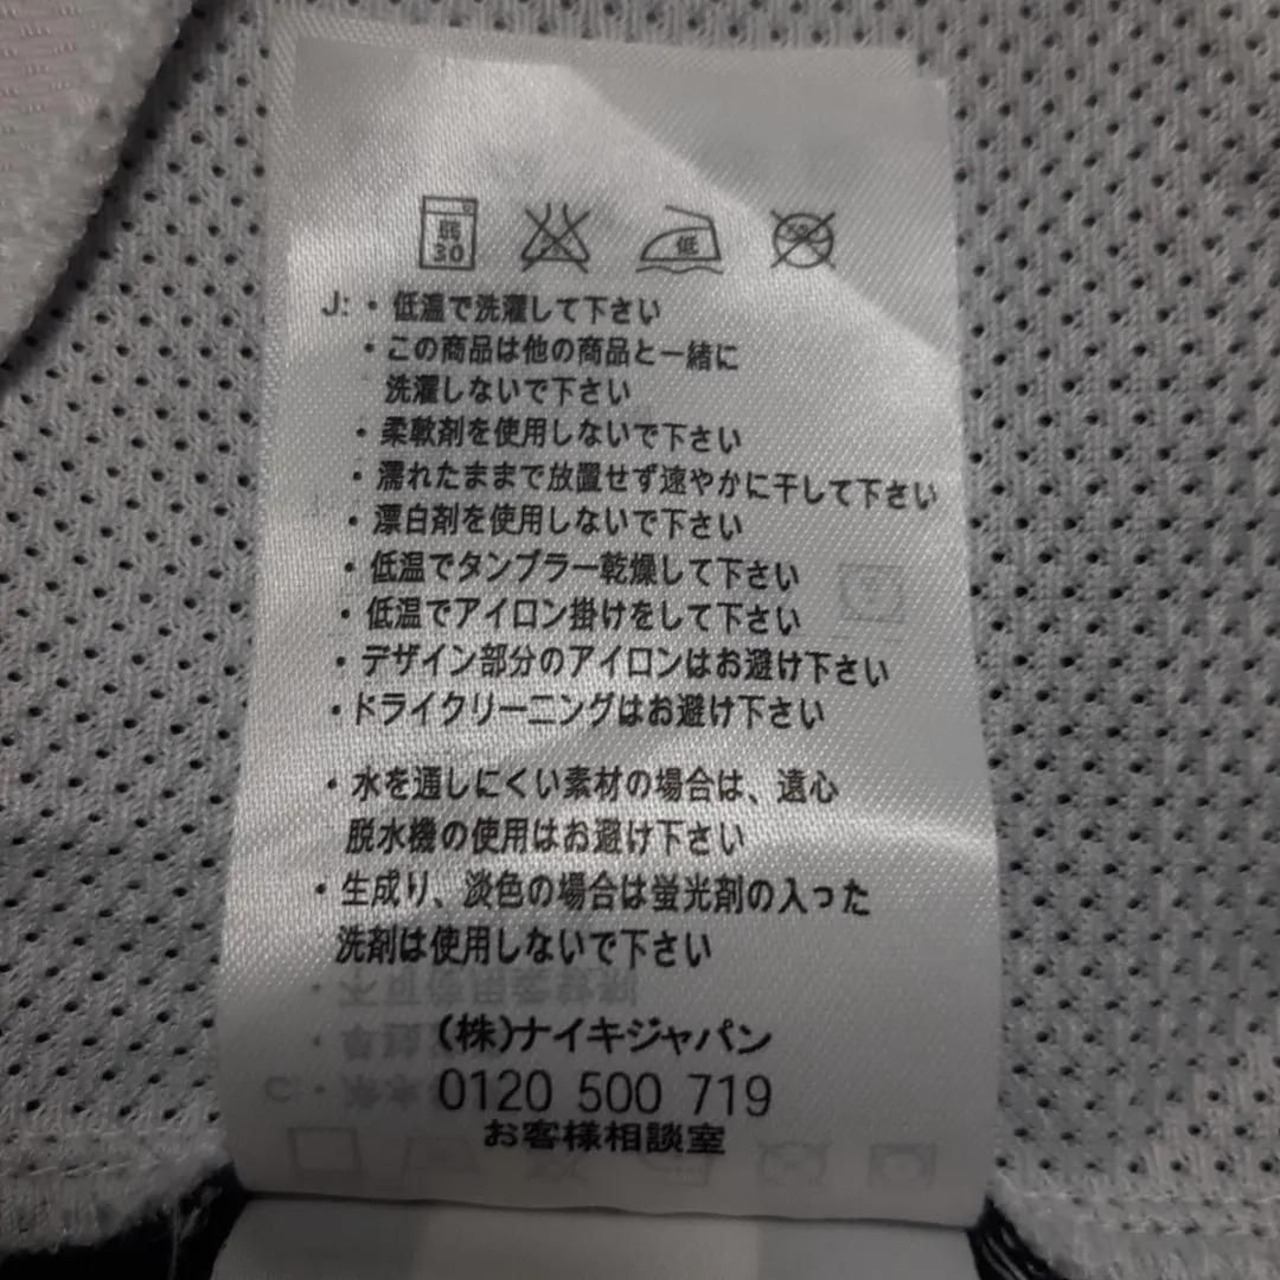 弱
30
低
J: ・低温で洗濯して下さい
・この商品は他の商品と一緒に
洗濯しないで下さい
・柔軟剤を使用しないで下さい
・濡れたままで放置せず速やかに干して下さい
・漂白剤を使用しないで下さい
・低温でタンブラー乾燥して下さい
・低温でアイロン掛けをして下さい
・デザイン部分のアイロンはお避け下さい
・ドライクリーニングはお避け下さい
・水を通しにくい素材の場合は、遠心
脱水機の使用はお避け下さい
・生成り、淡色の場合は蛍光剤の入った
洗剤は使用しないで下さい
(株)ナイキジャパン
0120 500 719
お客様相談室